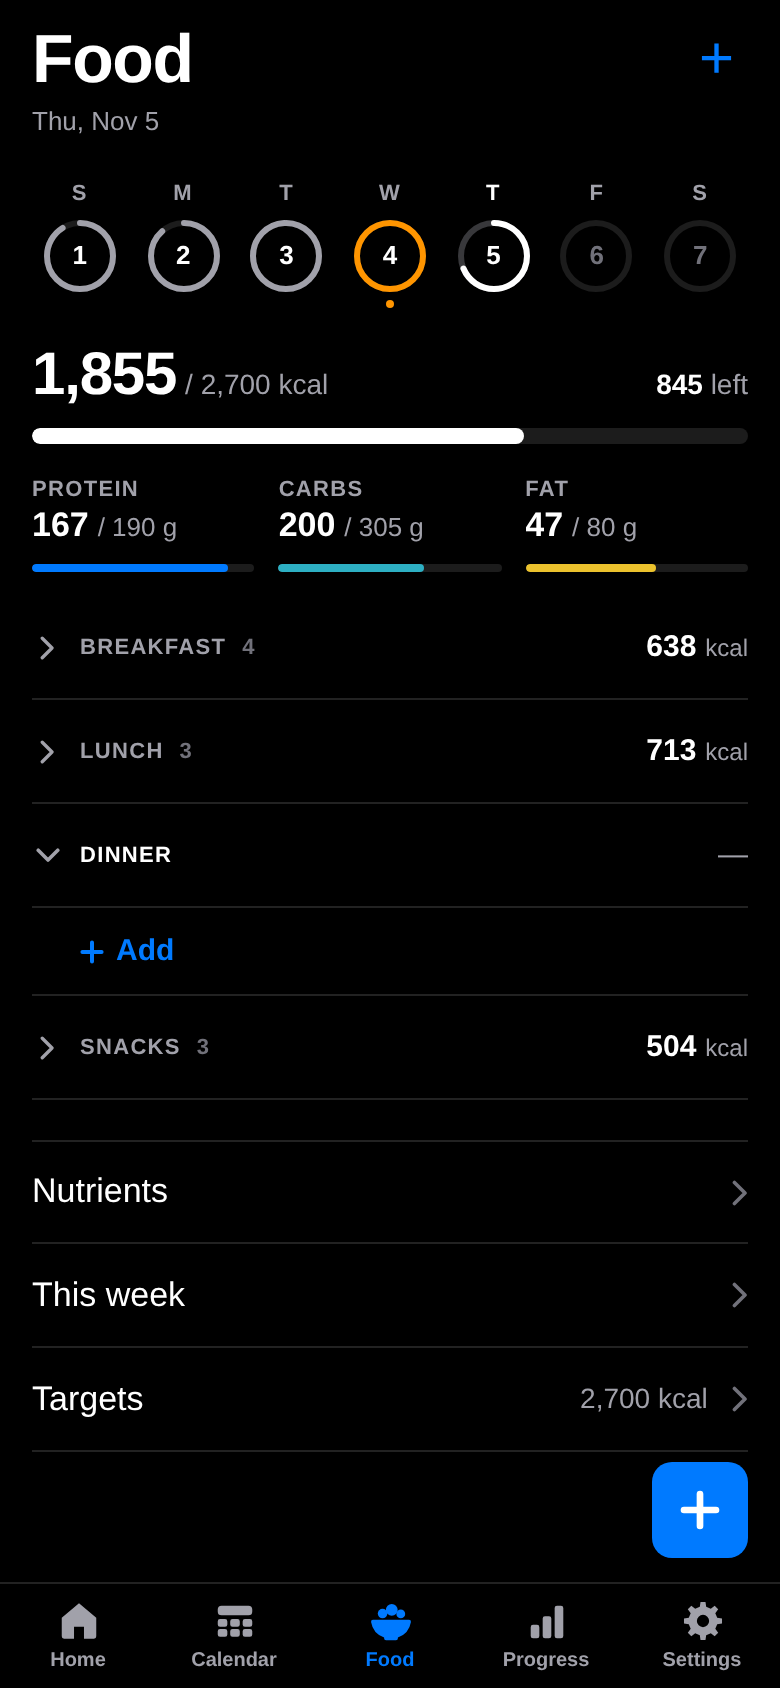 Food
Thu, Nov 5
S M T W T F S
1 2 3 4 5 6 7
1,855 / 2,700 kcal 845 left
PROTEIN CARBS FAT
167 / 190 g 200 / 305 g 47 / 80 g
BREAKFAST 4 638 kcal
LUNCH 3 713 kcal
DINNER —
+ Add
SNACKS 3 504 kcal
Nutrients
This week
Targets 2,700 kcal
Home Calendar Food Progress Settings